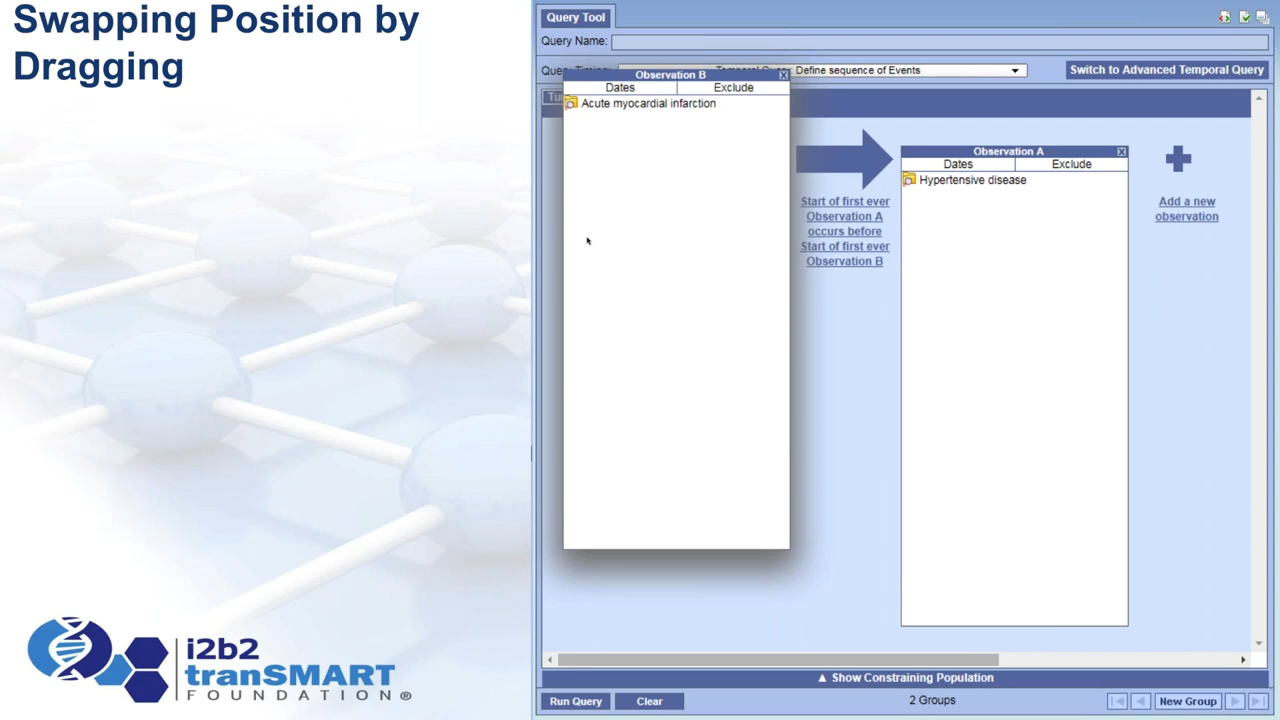 Swapping Position by
Dragging
Query Tool
Query Name:
Temporal Query: Define sequence of Events
Switch to Advanced Temporal Query
Observation B
Dates Exclude
Acute myocardial infarction
Start of first ever
Observation A
occurs before
Start of first ever
Observation B
Observation A
Dates Exclude
Hypertensive disease
Add a new
observation
▲ Show Constraining Population
Run Query Clear 2 Groups New Group
i2b2
tranSMART
FOUNDATION®